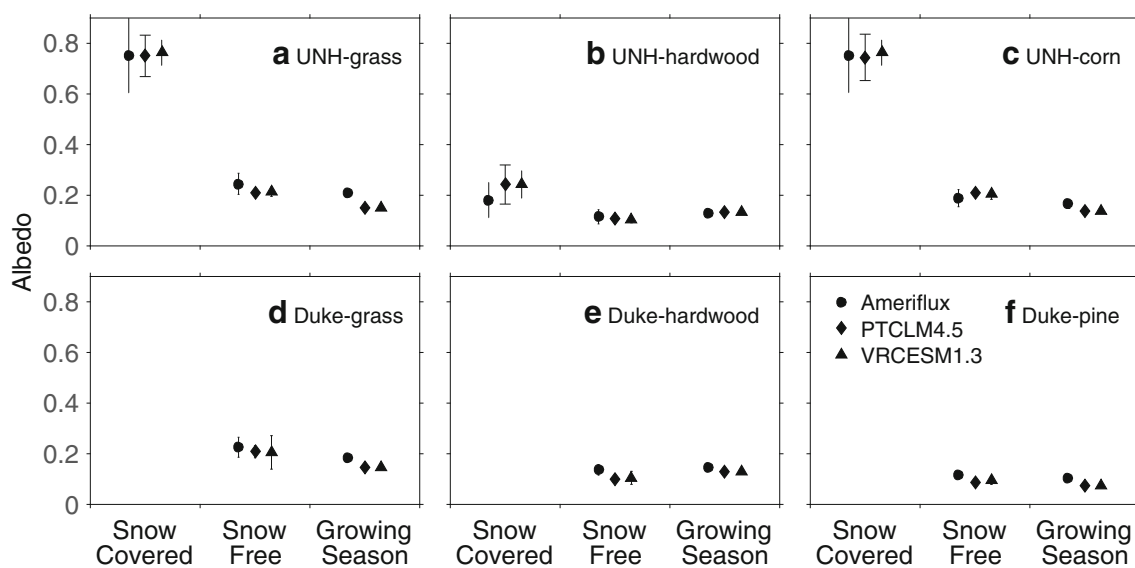 0.8
0.6
0.4
0.2
0
a UNH-grass
b UNH-hardwood
c UNH-corn
Albedo
0.8
0.6
0.4
0.2
0
d Duke-grass
e Duke-hardwood
f Duke-pine
Ameriflux
PTCLM4.5
VRCESM1.3
Snow
Covered
Snow
Free
Growing
Season
Snow
Covered
Snow
Free
Growing
Season
Snow
Covered
Snow
Free
Growing
Season